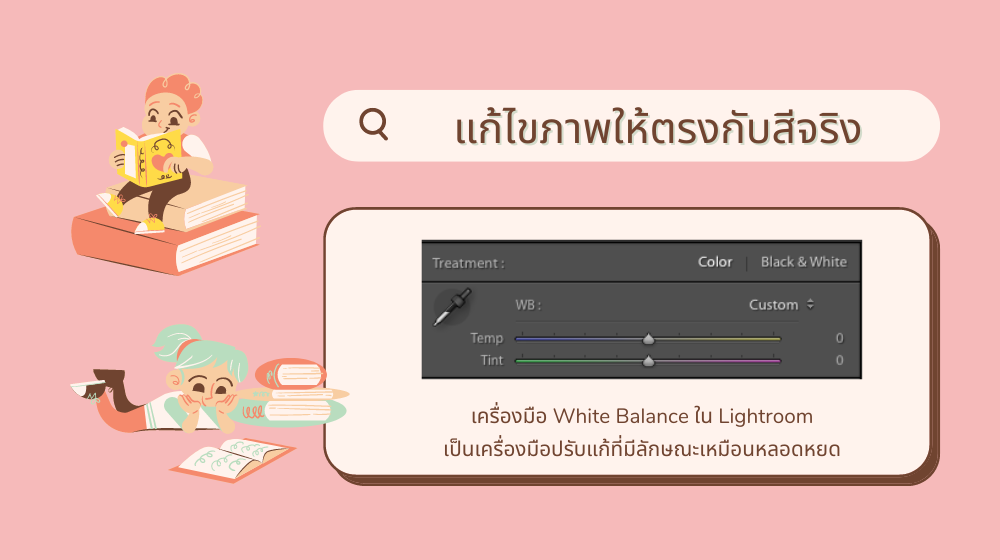 แก้ไขภาพให้ตรงกับสีจริง
Treatment : Color | Black & White
WB : Custom
Temp 0
Tint 0
เครื่องมือ White Balance ใน Lightroom
เป็นเครื่องมือปรับแก้ที่มีลักษณะเหมือนหลอดหยด